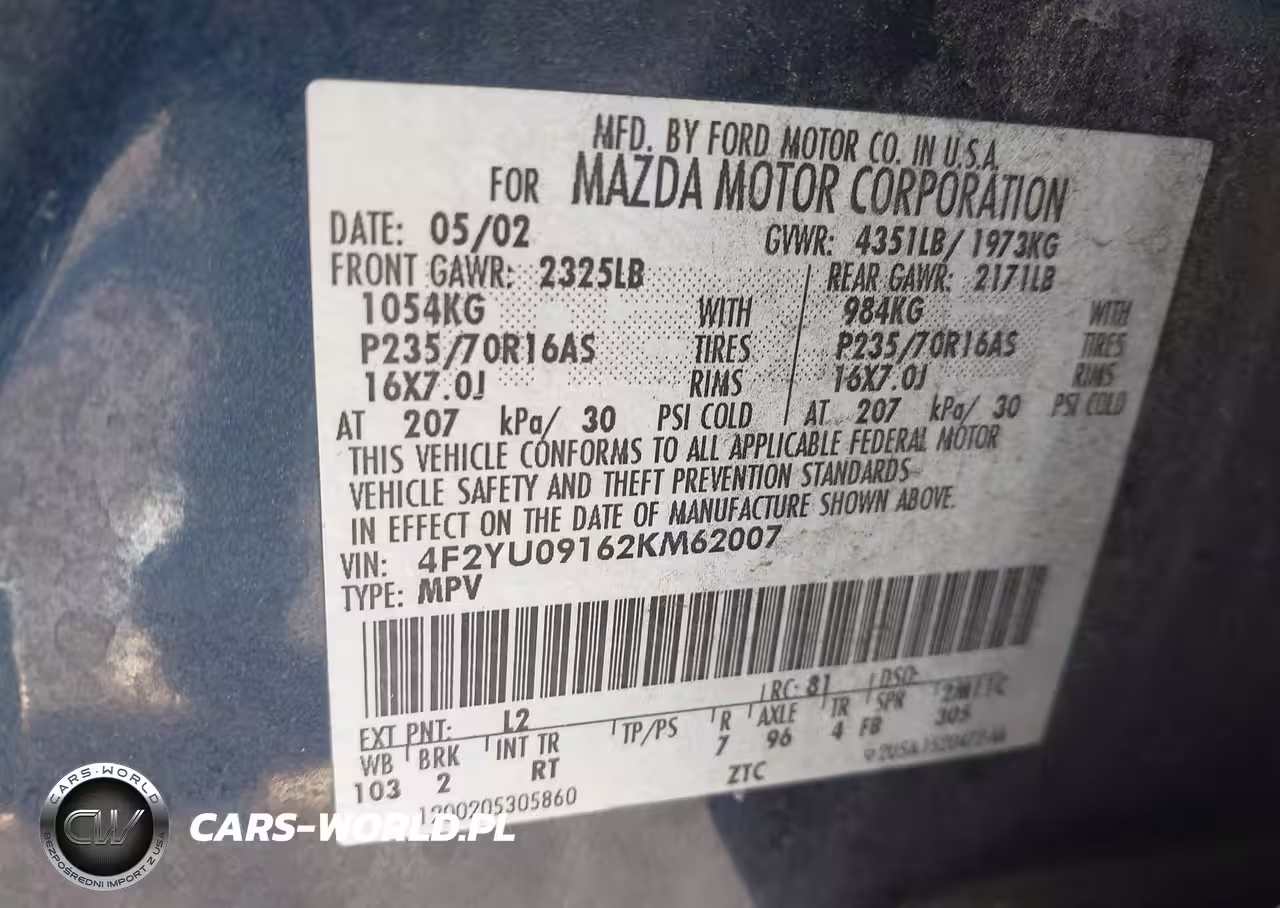 MFD. BY FORD MOTOR CO. IN U.S.A.
FOR MAZDA MOTOR CORPORATION
DATE: 05/02 GVWR: 4351LB/ 1973KG
FRONT GAWR: 2325LB REAR GAWR: 2171LB
1054KG WITH 984KG WITH
P235/70R16AS TIRES P235/70R16AS TIRES
16X7.0J RIMS 16X7.0J RIMS
AT 207 kPa/ 30 PSI COLD AT 207 kPa/ 30 PSI COLD
THIS VEHICLE CONFORMS TO ALL APPLICABLE FEDERAL MOTOR
VEHICLE SAFETY AND THEFT PREVENTION STANDARDS
IN EFFECT ON THE DATE OF MANUFACTURE SHOWN ABOVE.
VIN: 4F2YU09162KM62007
TYPE: MPV
EXT PNT: L2 RC: 81 DSO:
WB BRK INT TR TP/PS R AXLE TR SPR
103 2 RT 7 96 4 FB 305
1200205305860 ZTC
CARS-WORLD
CW
BEZPOŚREDNI IMPORT Z USA
CARS-WORLD.PL